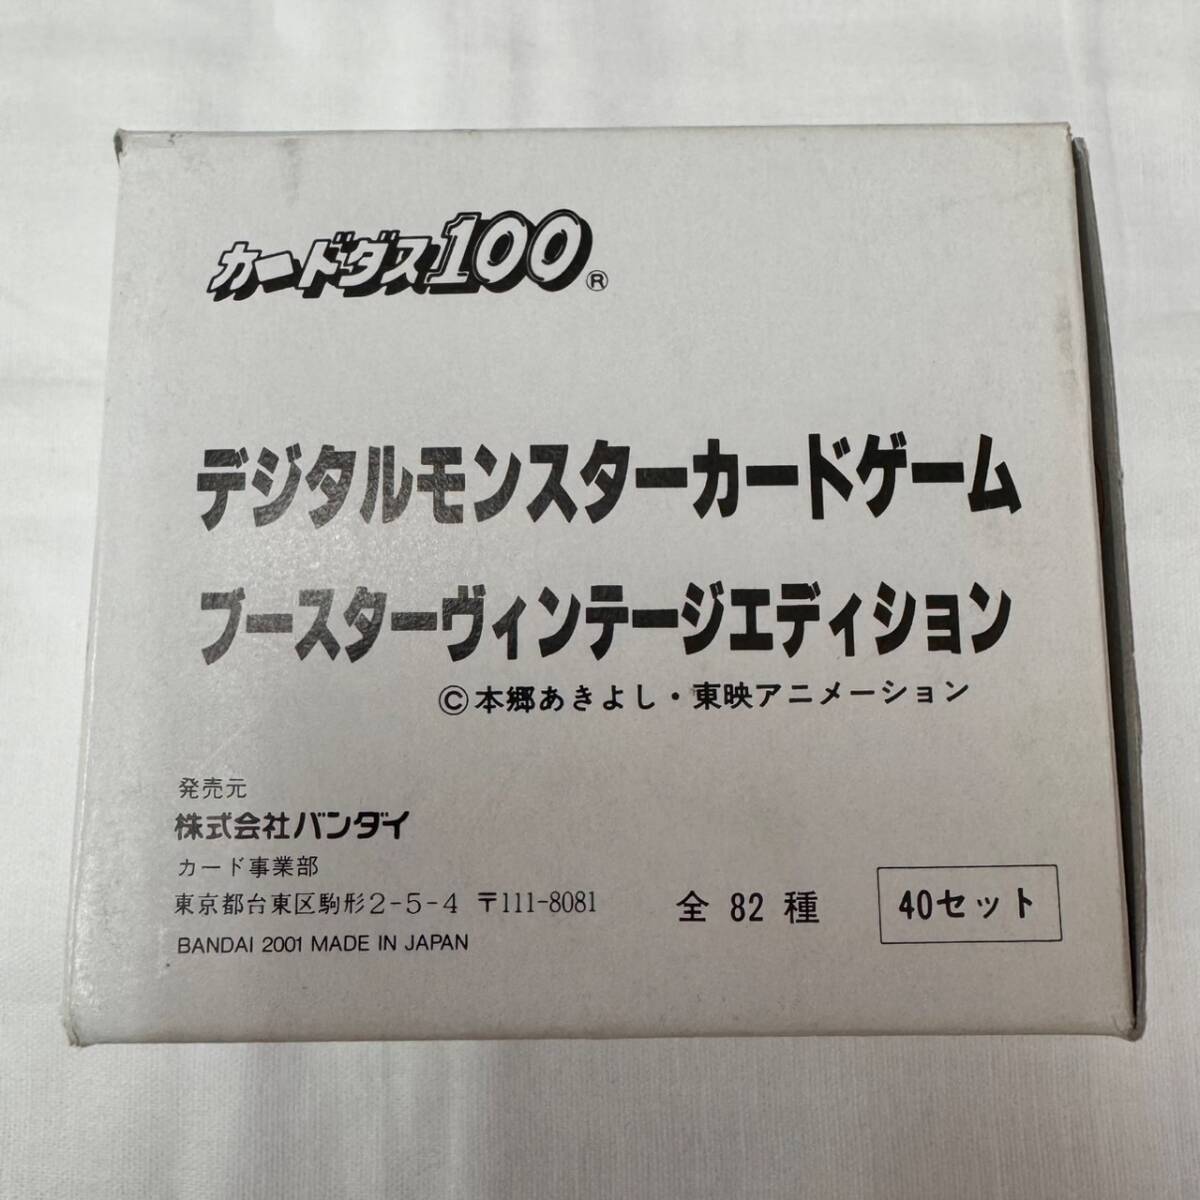 カードダス100®
デジタルモンスターカードゲーム
ブースターヴィンテージエディション
©本郷あきよし・東映アニメーション
発売元
株式会社バンダイ
カード事業部
東京都台東区駒形2-5-4 〒111-8081
BANDAI 2001 MADE IN JAPAN
全 82 種
40セット